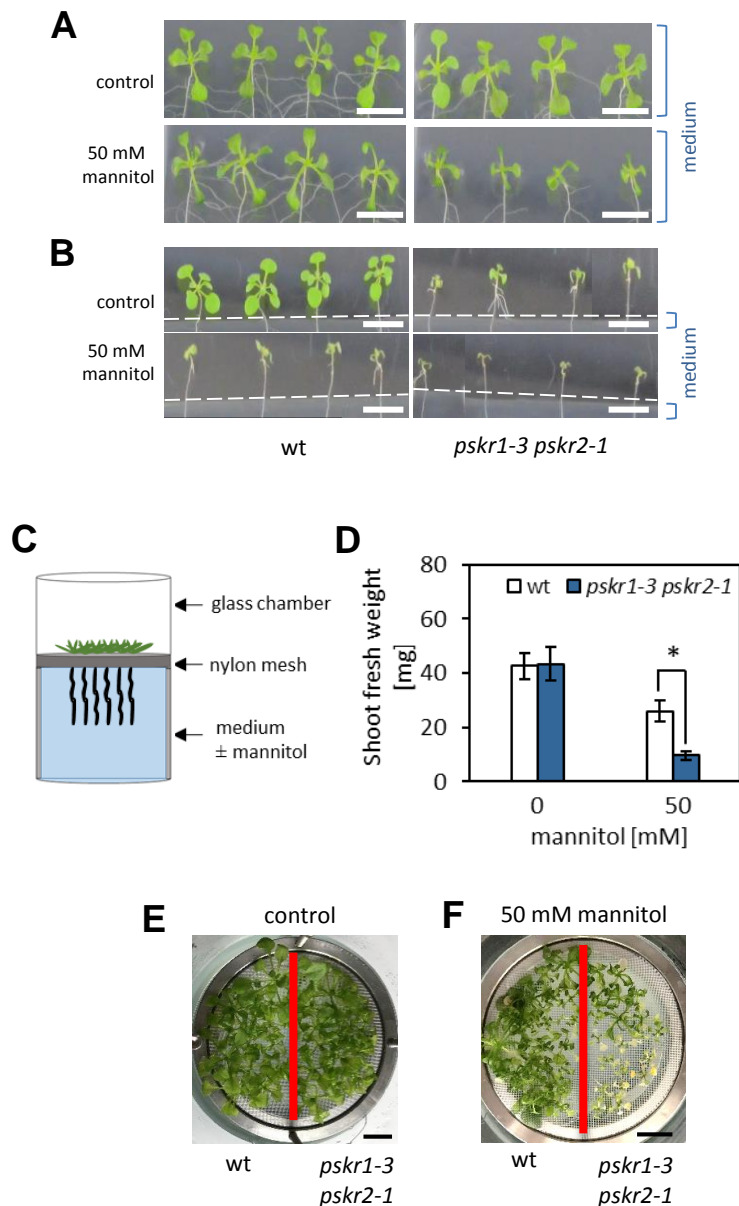 A
control
50 mM
mannitol
medium
B
control
50 mM
mannitol
medium
wt
pskr1-3 pskr2-1
C
glass chamber
nylon mesh
medium
± mannitol
D
Shoot fresh weight
[mg]
80
60
40
20
0
wt
pskr1-3 pskr2-1
*
0
50
mannitol [mM]
E
control
wt
pskr1-3
pskr2-1
F
50 mM mannitol
wt
pskr1-3
pskr2-1